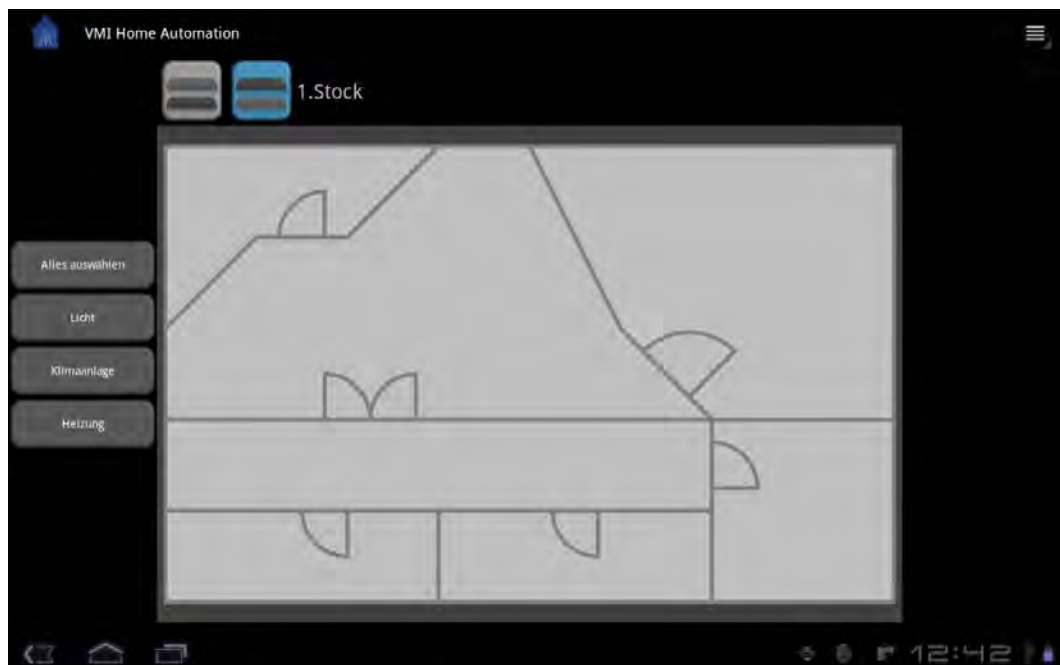 VMI Home Automation
1.Stock
Alles auswählen
Licht
Klimaanlage
Heizung
12:42